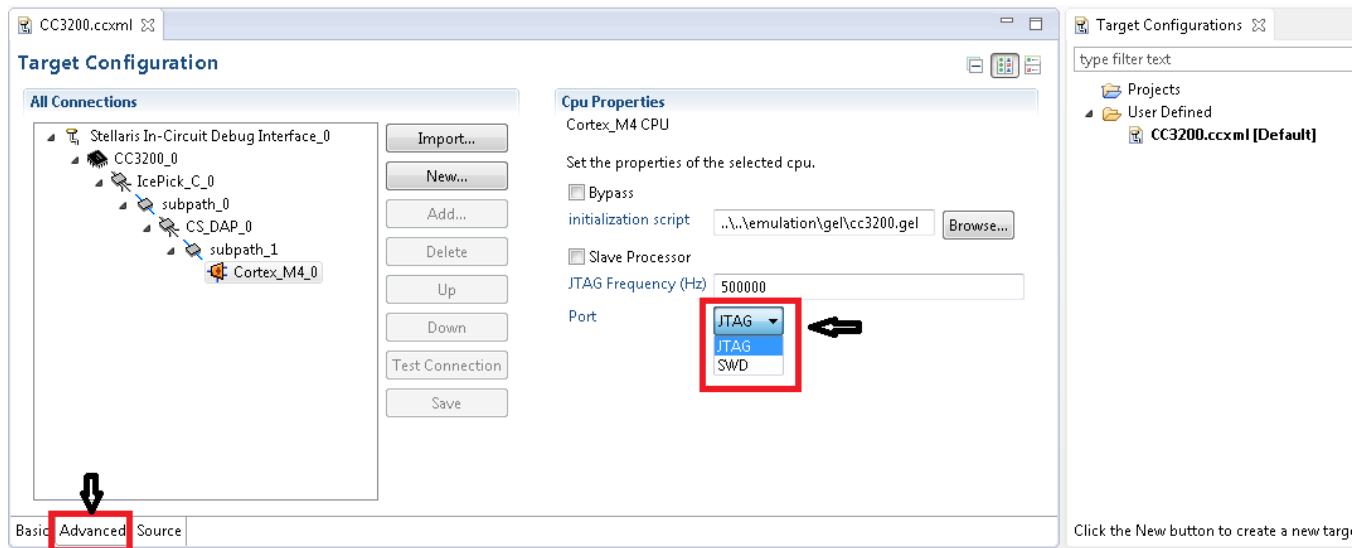 CC3200.ccxml
Target Configuration
All Connections
Stellaris In-Circuit Debug Interface_0
CC3200_0
IcePick_C_0
subpath_0
CS_DAP_0
subpath_1
Cortex_M4_0
Import...
New...
Add...
Delete
Up
Down
Test Connection
Save
Cpu Properties
Cortex_M4 CPU
Set the properties of the selected cpu.
Bypass
initialization script ..\..\emulation\gel\cc3200.gel Browse...
Slave Processor
JTAG Frequency (Hz) 500000
Port JTAG
JTAG
SWD
Basic Advanced Source
Target Configurations
type filter text
Projects
User Defined
CC3200.ccxml [Default]
Click the New button to create a new targe